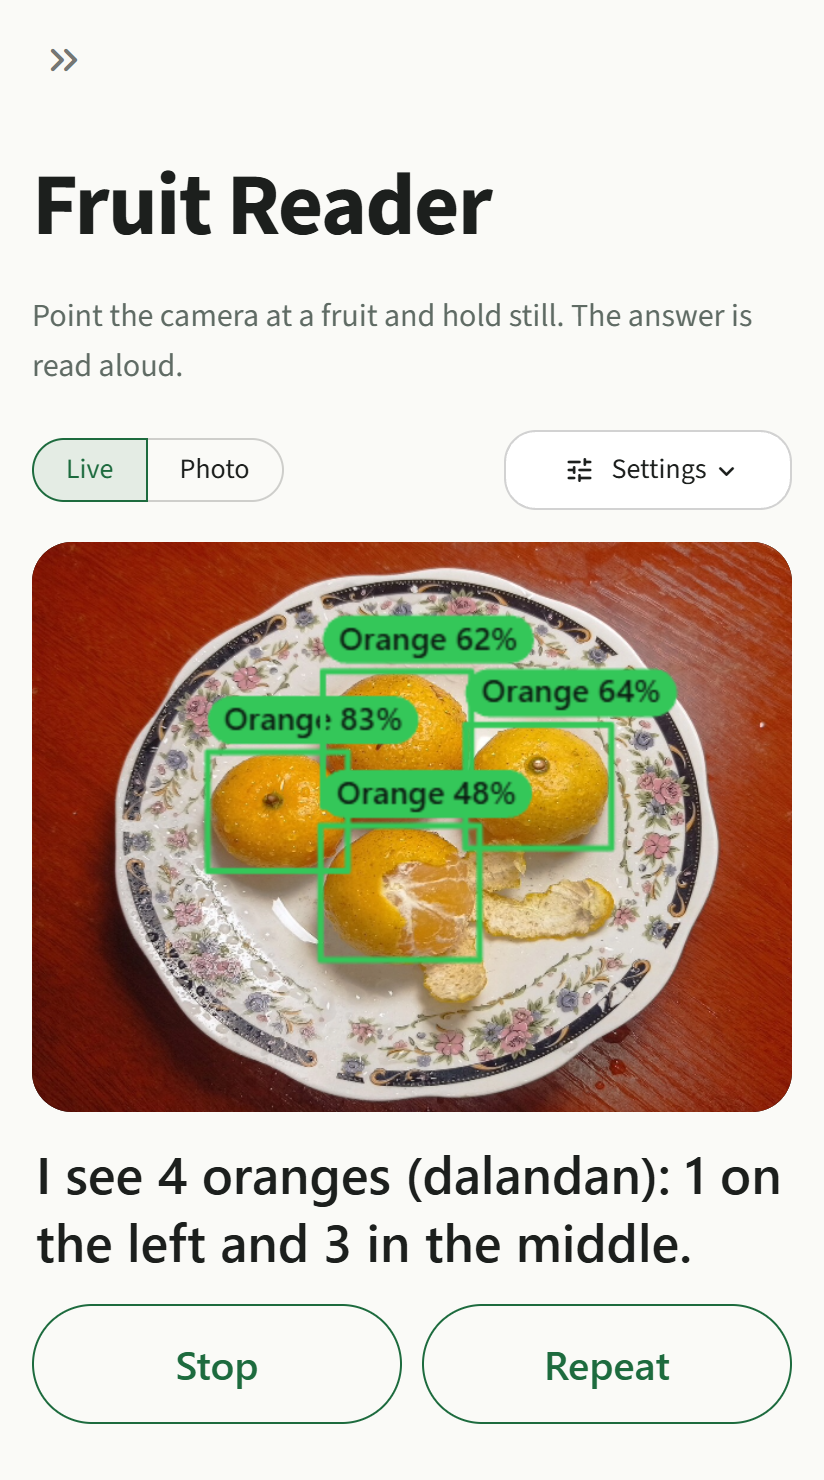 Fruit Reader
Point the camera at a fruit and hold still. The answer is
read aloud.
Live
Photo
Settings
Orange 62%
Orange 64%
Orange 83%
Orange 48%
I see 4 oranges (dalandan): 1 on
the left and 3 in the middle.
Stop
Repeat